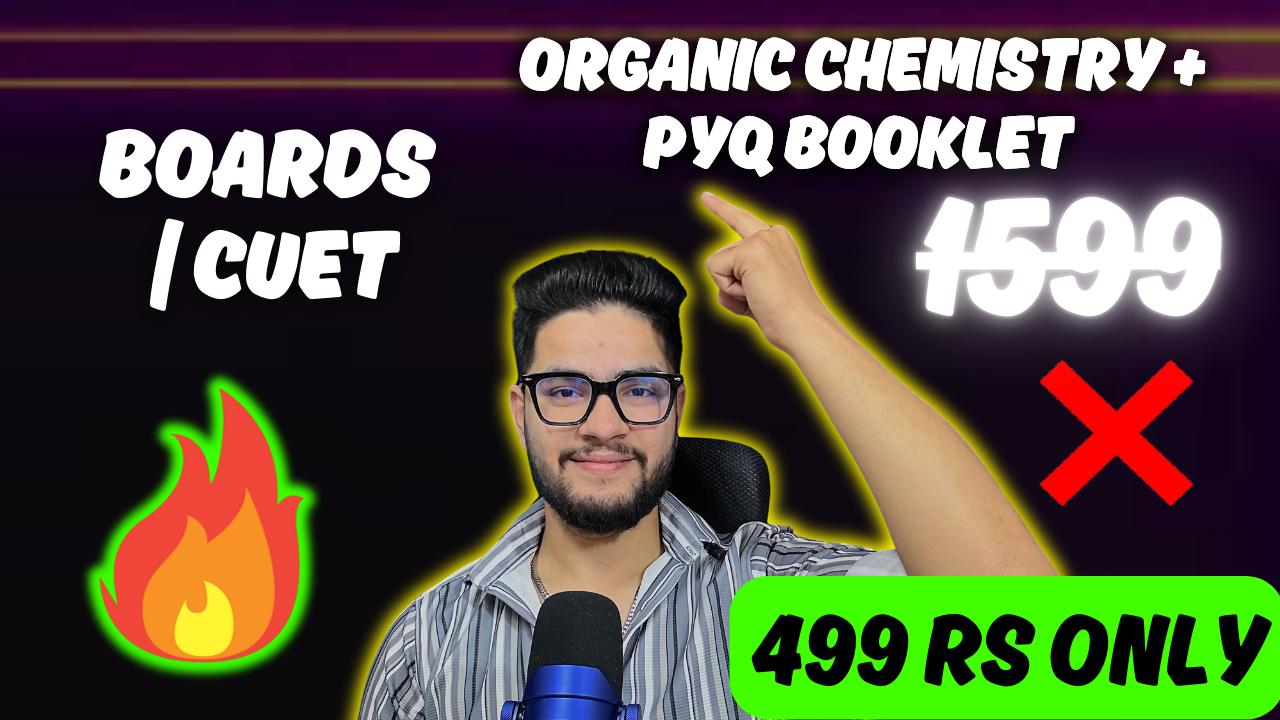 ORGANIC CHEMISTRY +
PYQ BOOKLET
BOARDS
| CUET
1599
499 RS ONLY